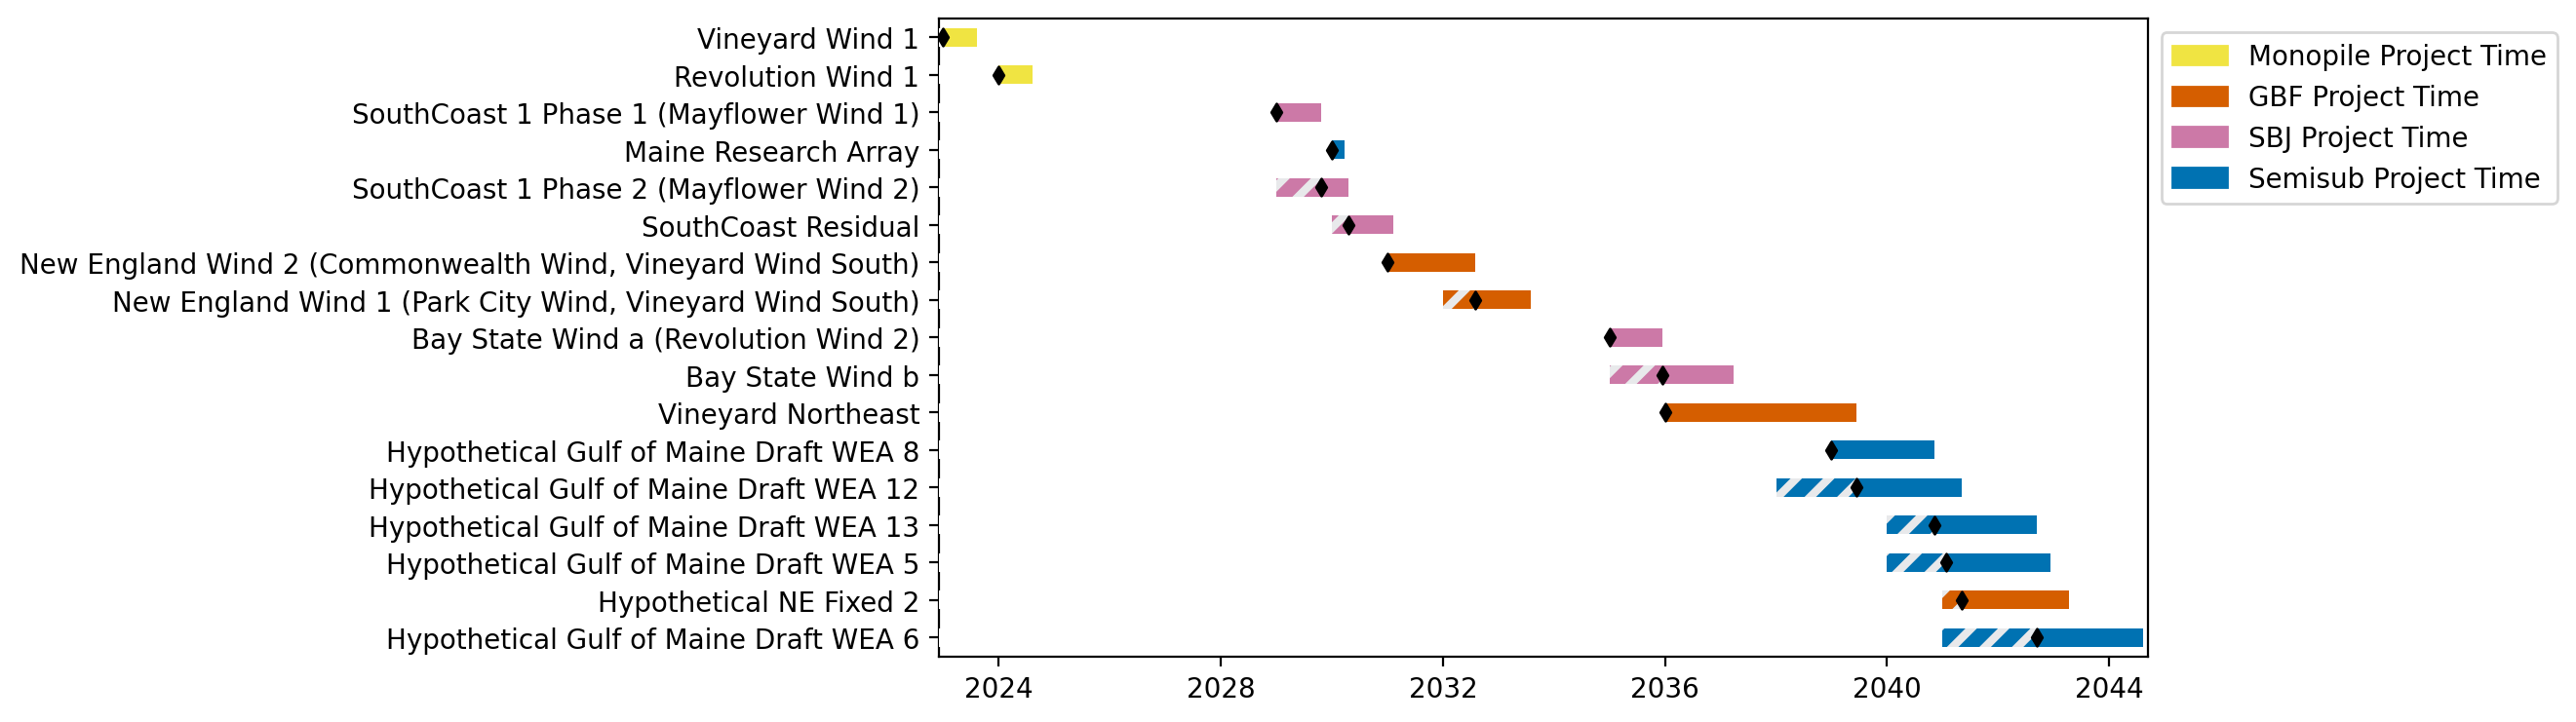 Vineyard Wind 1
Revolution Wind 1
SouthCoast 1 Phase 1 (Mayflower Wind 1)
Maine Research Array
SouthCoast 1 Phase 2 (Mayflower Wind 2)
SouthCoast Residual
New England Wind 2 (Commonwealth Wind, Vineyard Wind South)
New England Wind 1 (Park City Wind, Vineyard Wind South)
Bay State Wind a (Revolution Wind 2)
Bay State Wind b
Vineyard Northeast
Hypothetical Gulf of Maine Draft WEA 8
Hypothetical Gulf of Maine Draft WEA 12
Hypothetical Gulf of Maine Draft WEA 13
Hypothetical Gulf of Maine Draft WEA 5
Hypothetical NE Fixed 2
Hypothetical Gulf of Maine Draft WEA 6
2024 2028 2032 2036 2040 2044
Monopile Project Time
GBF Project Time
SBJ Project Time
Semisub Project Time